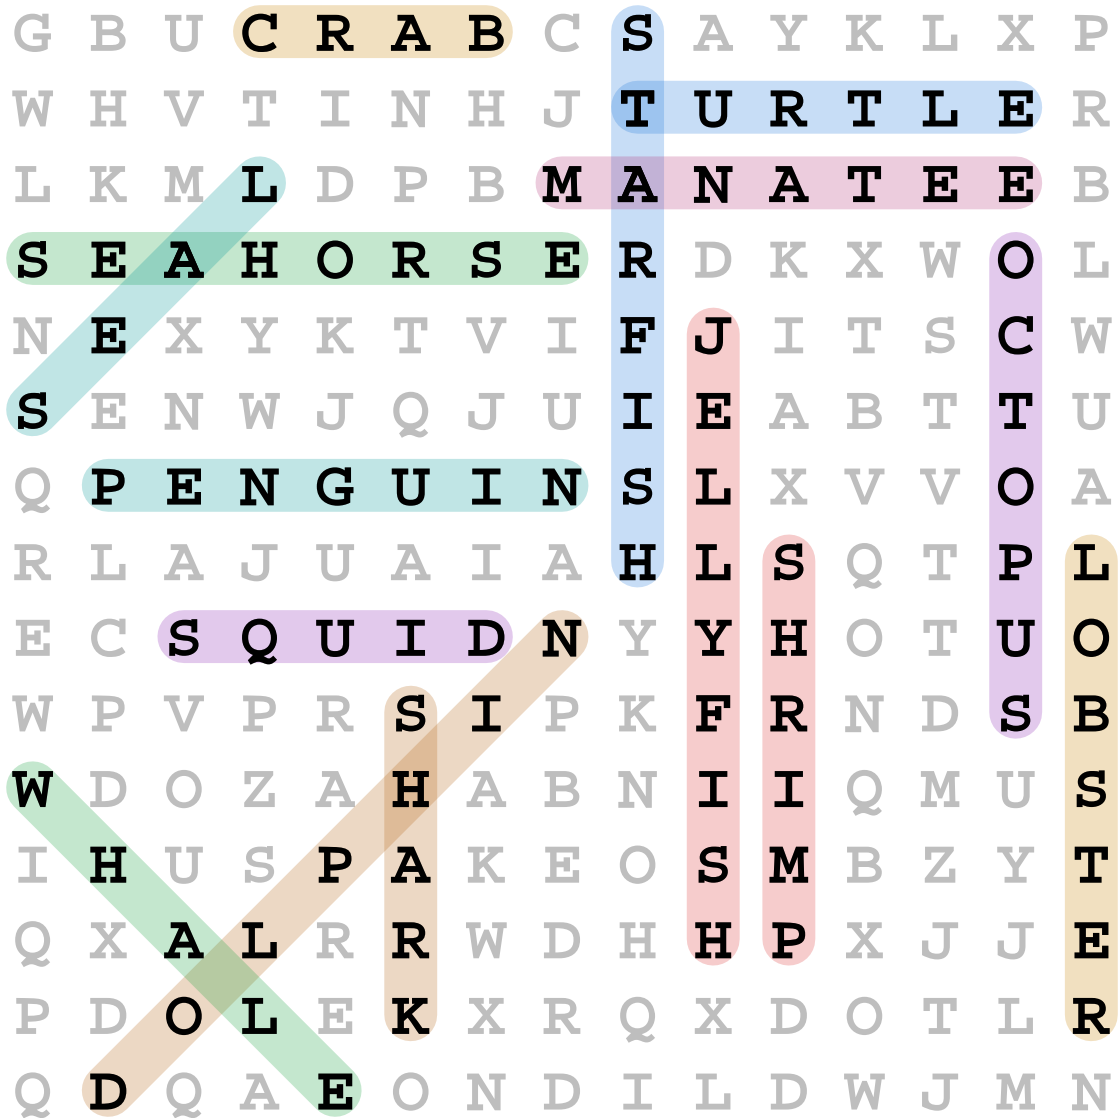 G B U C R A B C S A Y K L X P
W H V T I N H J T U R T L E R
L K M L D P B M A N A T E E B
S E A H O R S E R D K X W O L
N E X Y K T V I F J I T S C W
S E N W J Q J U I E A B T T U
Q P E N G U I N S L X V V O A
R L A J U A I A H L S Q T P L
E C S Q U I D N Y Y H O T U O
W P V P R S I P K F R N D S B
W D O Z A H A B N I I Q M U S
I H U S P A K E O S M B Z Y T
Q X A L R R W D H H P X J J E
P D O L E K X R Q X D O T L R
Q D Q A E O N D I L D W J M N